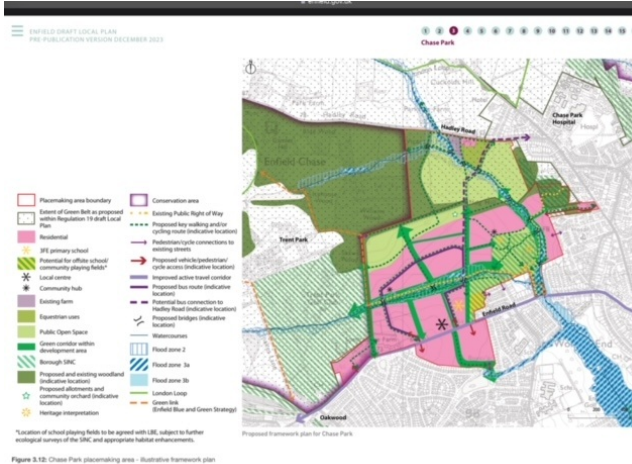 enfield.gov.uk
ENFIELD DRAFT LOCAL PLAN
PRE-PUBLICATION VERSION DECEMBER 2023
1 2 3 4 5 6 7 8 9 10 11 12 13 14 15
Chase Park
Placemaking area boundary
Extent of Green Belt as proposed
within Regulation 19 draft Local
Plan
Residential
3FE primary school
Potential for offsite school/
community playing fields*
Local centre
Community hub
Existing farm
Equestrian uses
Public Open Space
Green corridor within
development area
Borough SINC
Proposed and existing woodland
(indicative location)
Proposed allotments and
community orchard (indicative
location)
Heritage interpretation
Conservation area
Existing Public Right of Way
Proposed key walking and/or
cycling route (indicative location)
Pedestrian/cycle connections to
existing streets
Proposed vehicle/pedestrian/
cycle access (indicative
location)
Improved active travel corridor
Proposed bus route (indicative
location)
Potential bus connection to
Hadley Road (indicative location)
Proposed bridges (indicative
location)
Watercourses
Flood zone 2
Flood zone 3a
Flood zone 3b
London Loop
Green link
(Enfield Blue and Green Strategy)
*Location of school playing fields to be agreed with LBE, subject to further
ecological surveys of the SINC and appropriate habitat enhancements.
Figure 3.12: Chase Park placemaking area - illustrative framework plan
Hadley Road
Chase Park
Hospital
Enfield Chase
Trent Park
Enfield Road
Oakwood
Proposed framework plan for Chase Park